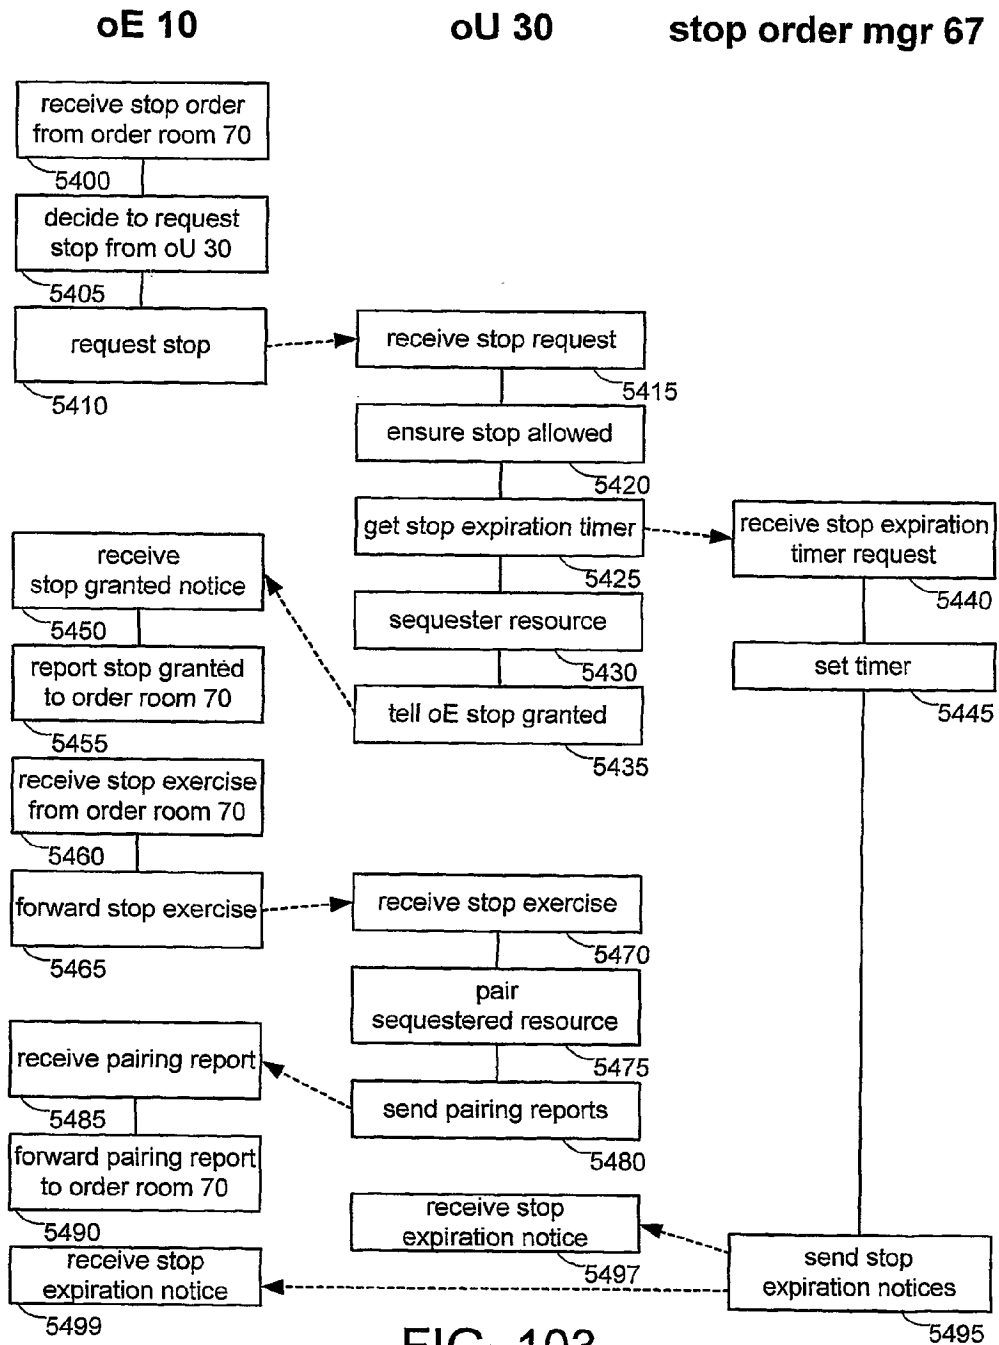 oE 10
oU 30
stop order mgr 67
receive stop order
from order room 70
5400
decide to request
stop from oU 30
5405
request stop
5410
receive stop request
5415
ensure stop allowed
5420
get stop expiration timer
5425
receive stop expiration
timer request
5440
sequester resource
5430
set timer
5445
tell oE stop granted
5435
receive
stop granted notice
5450
report stop granted
to order room 70
5455
receive stop exercise
from order room 70
5460
forward stop exercise
5465
receive stop exercise
5470
pair
sequestered resource
5475
send pairing reports
5480
receive pairing report
5485
forward pairing report
to order room 70
5490
receive stop
expiration notice
5497
send stop
expiration notices
5495
receive stop
expiration notice
5499
FIG. 103